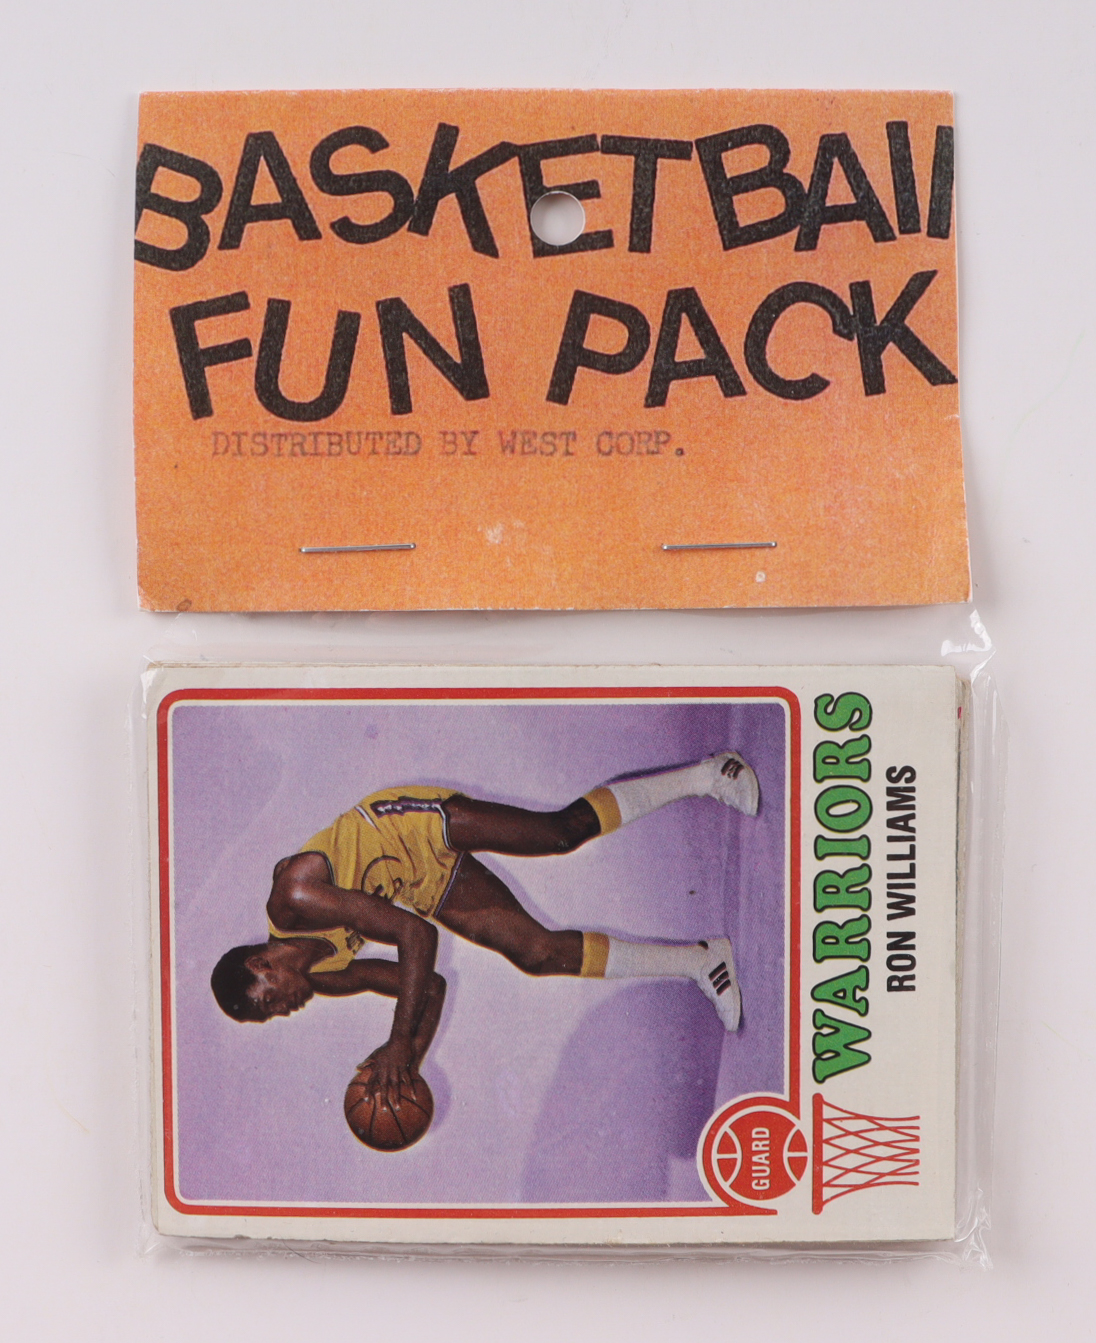 BASKETBAll
FUN PACK
DISTRIBUTED BY WEST CORP.
WARRIORS
RON WILLIAMS
GUARD